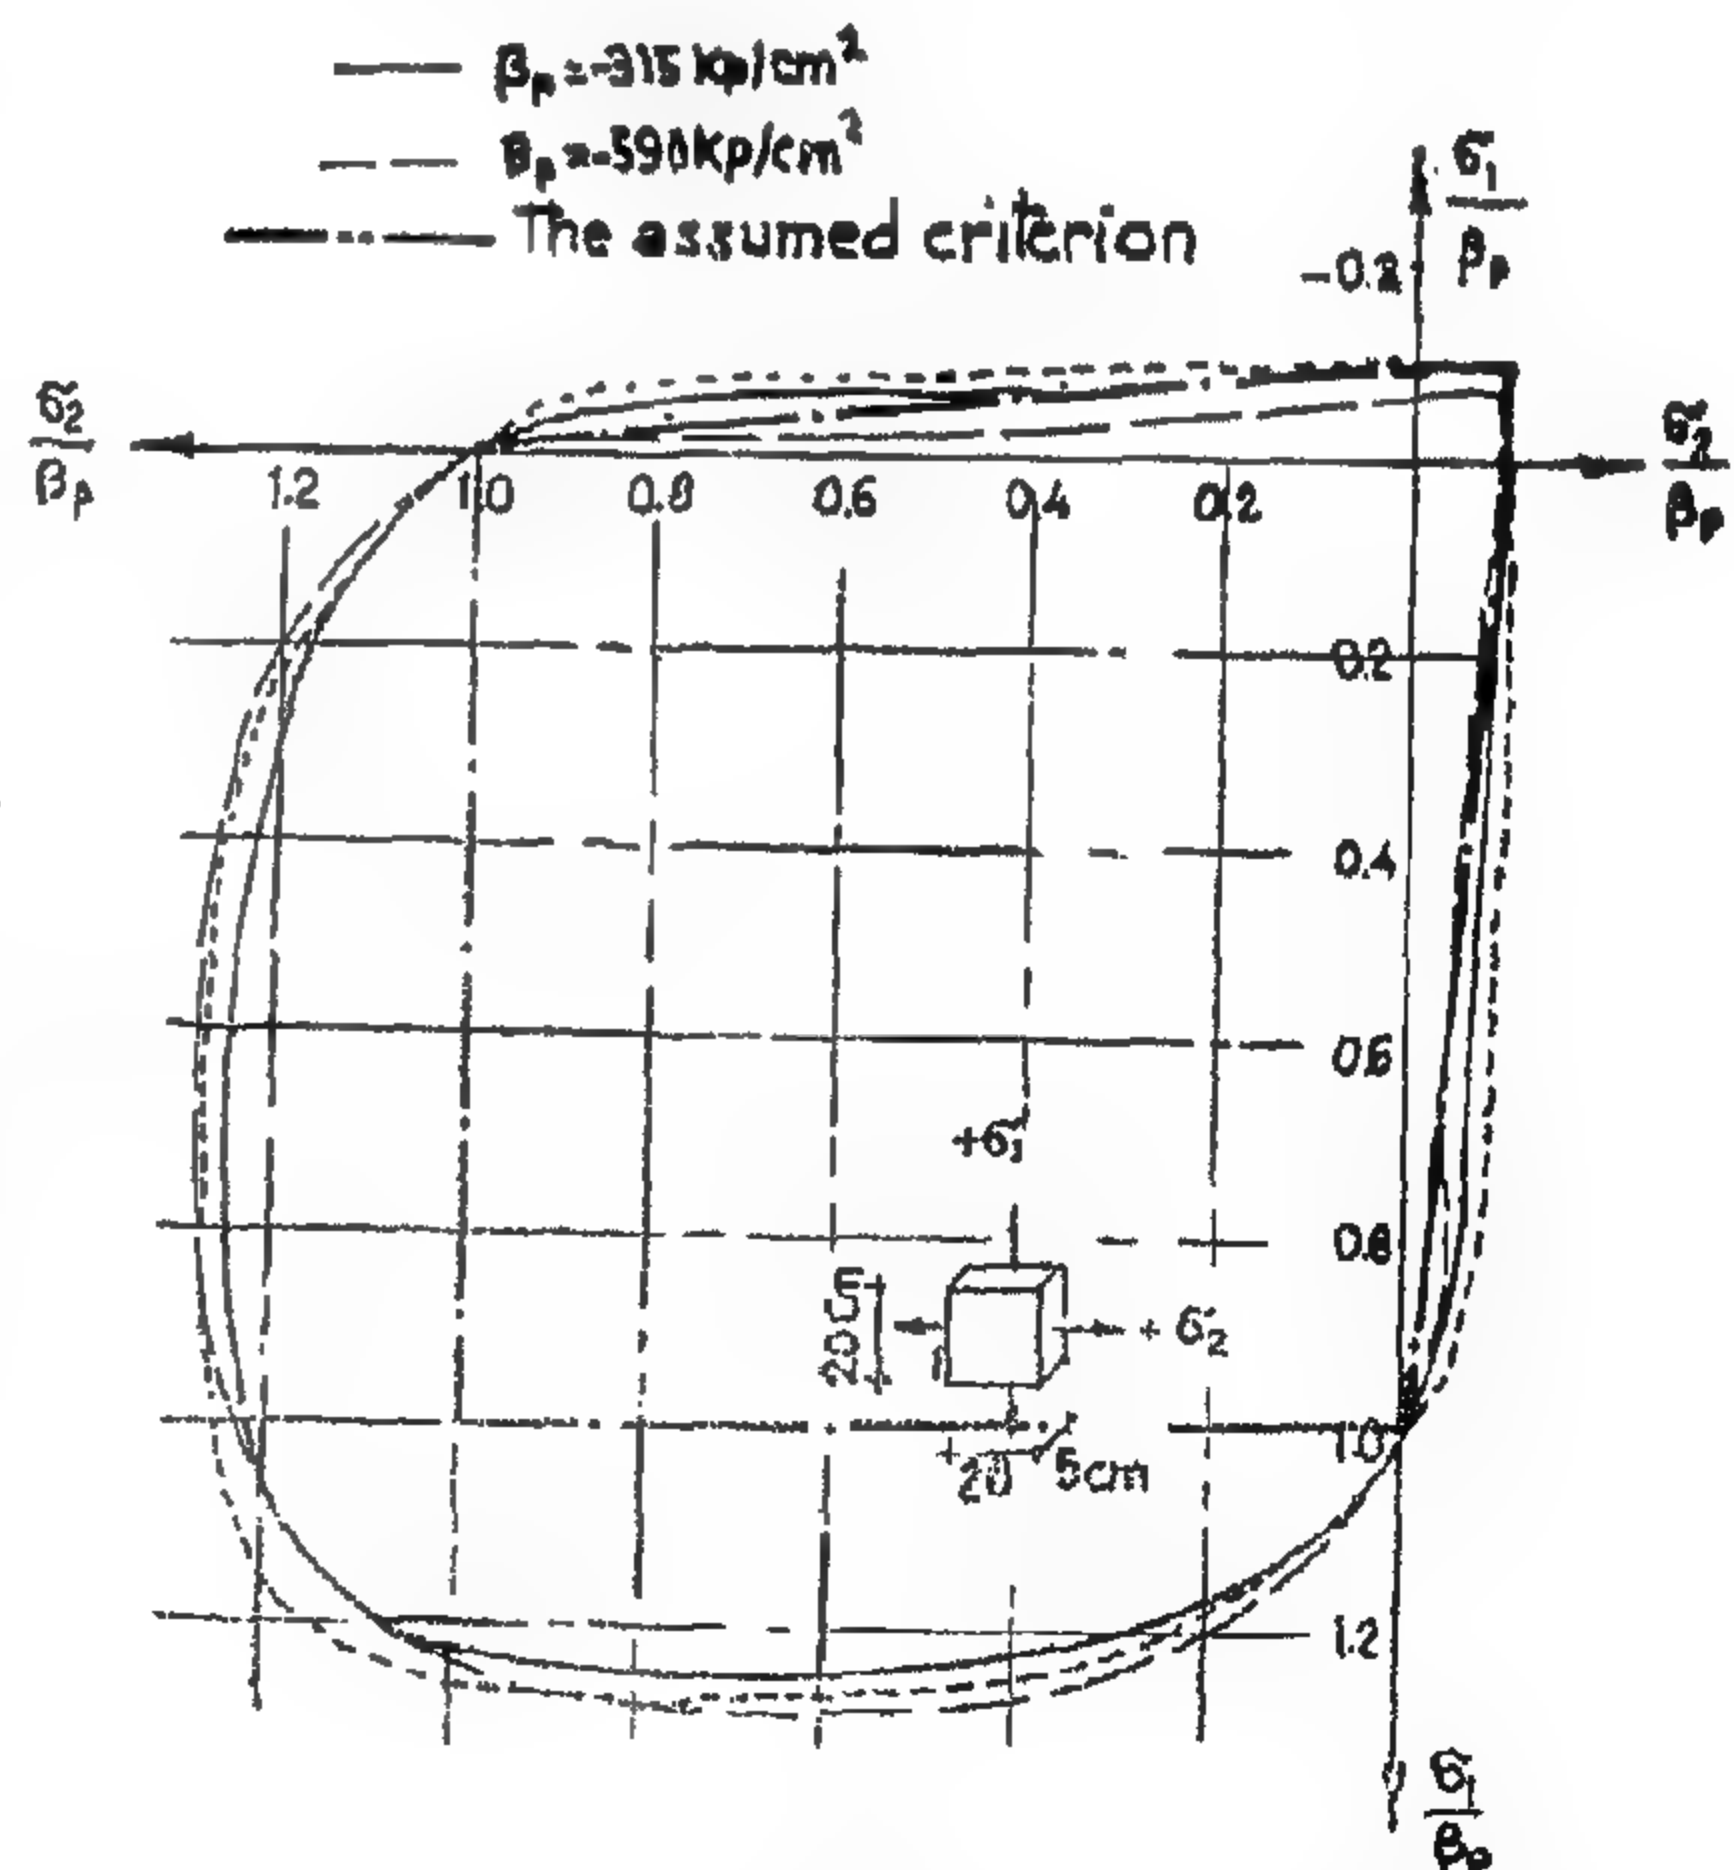 βp = -315 kp/cm²
βp = -590 Kp/cm²
The assumed criterion
σ1
βp
-0.2
σ2
βp
σ2
βp
1.2 1.0 0.8 0.6 0.4 0.2
0.2
0.4
0.6
+σ1
0.8
20
+ σ2
1.0
20 5cm
1.2
σ1
βp